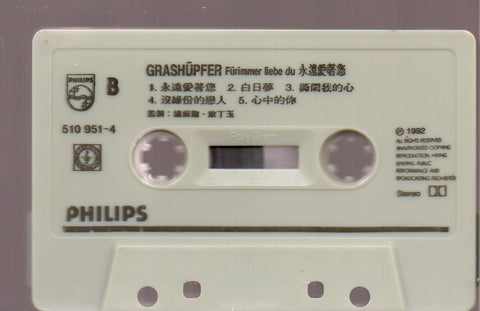 PHILIPS
B
GRASHÜPFER Fürimmer liebe du 永遠愛著您
1. 永遠愛著您 2. 白日夢 3. 撕開我的心
4. 沒緣份的戀人 5. 心中的你
510 951-4
PolyGram
Ⓟ 1992
ALL RIGHTS RESERVED
UNAUTHORIZED COPYING
REPRODUCTION, HIRING
LENDING, PUBLIC
PERFORMANCE AND
BROADCASTING PROHIBITED
Stereo
PHILIPS